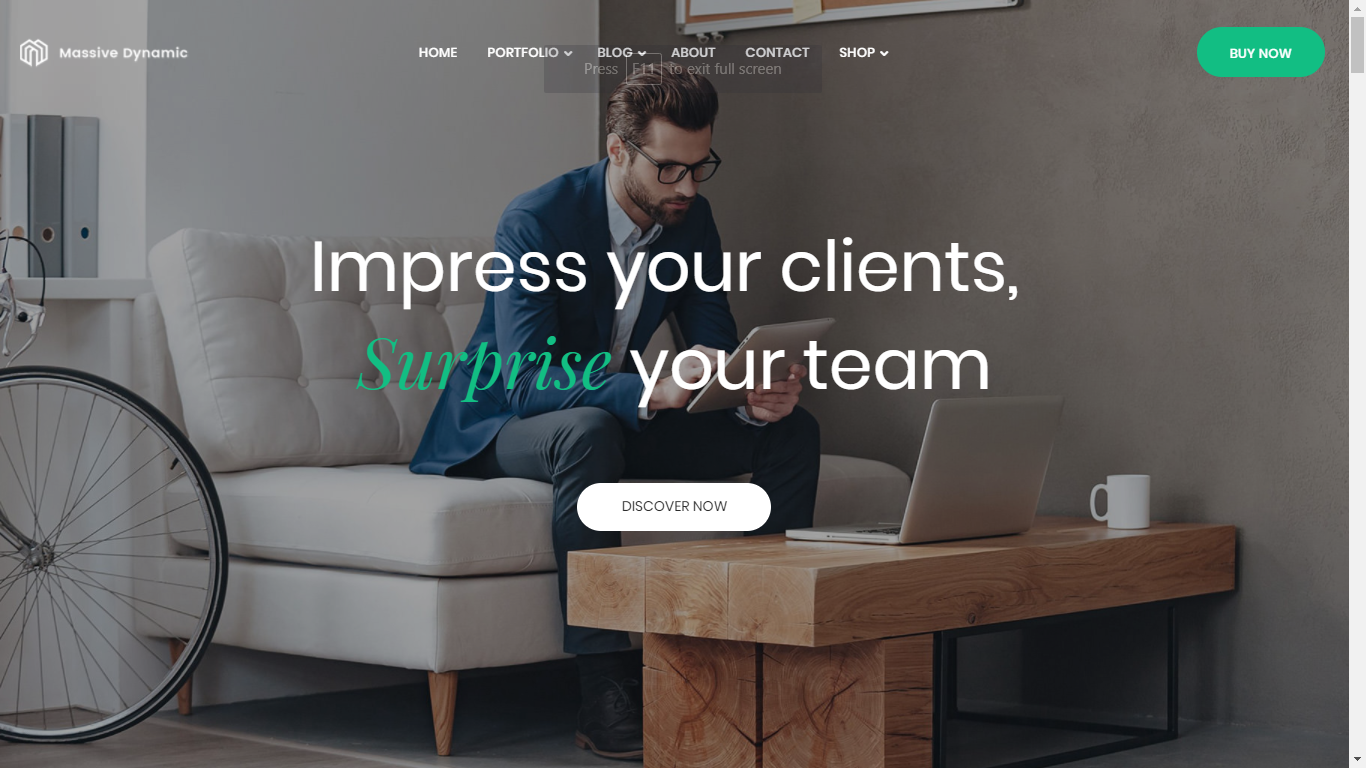 Massive Dynamic
HOME PORTFOLIO BLOG ABOUT CONTACT SHOP
BUY NOW
Press F11 to exit full screen
Impress your clients,
Surprise your team
DISCOVER NOW